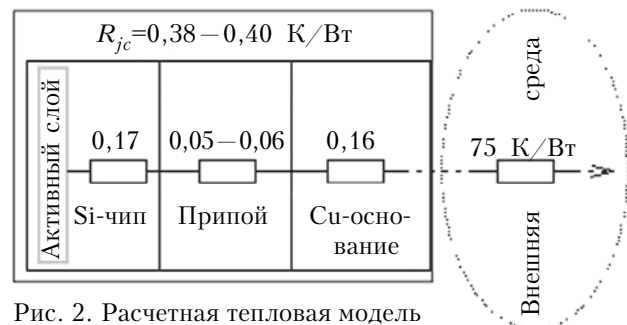 R_jc=0,38–0,40 К/Вт
Активный слой
0,17
0,05–0,06
0,16
75 К/Вт
Si-чип
Припой
Cu-осно-
вание
Внешняя
среда
Рис. 2. Расчетная тепловая модель